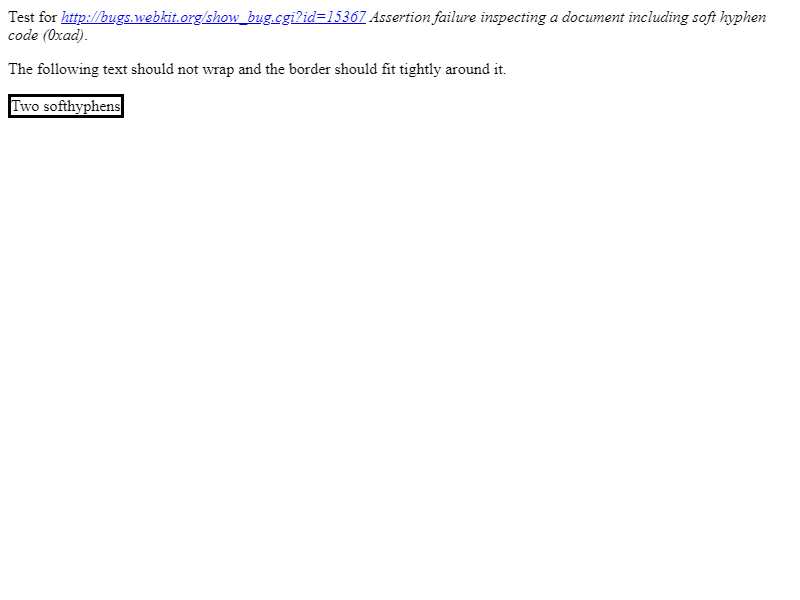 Test for http://bugs.webkit.org/show_bug.cgi?id=15367 Assertion failure inspecting a document including soft hyphen
code (0xad).
The following text should not wrap and the border should fit tightly around it.
Two softhyphens